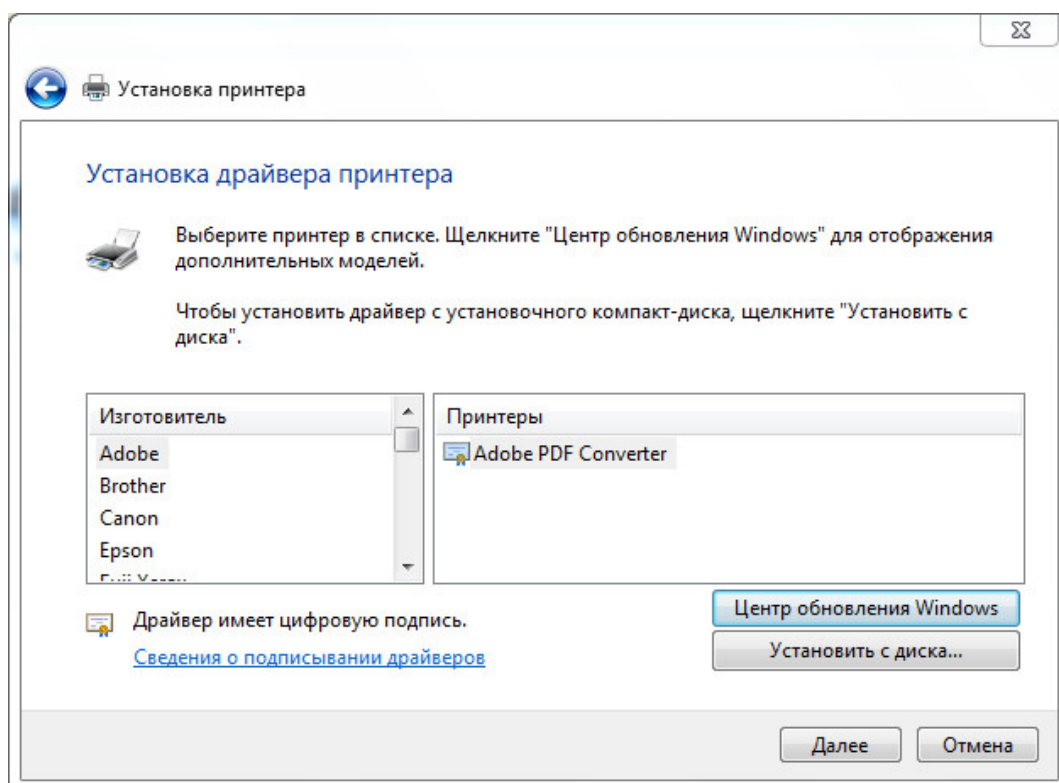 Установка принтера
Установка драйвера принтера
Выберите принтер в списке. Щелкните "Центр обновления Windows" для отображения
дополнительных моделей.
Чтобы установить драйвер с установочного компакт-диска, щелкните "Установить с
диска".
Изготовитель
Adobe
Brother
Canon
Epson
Принтеры
Adobe PDF Converter
Драйвер имеет цифровую подпись.
Сведения о подписывании драйверов
Центр обновления Windows
Установить с диска...
Далее
Отмена